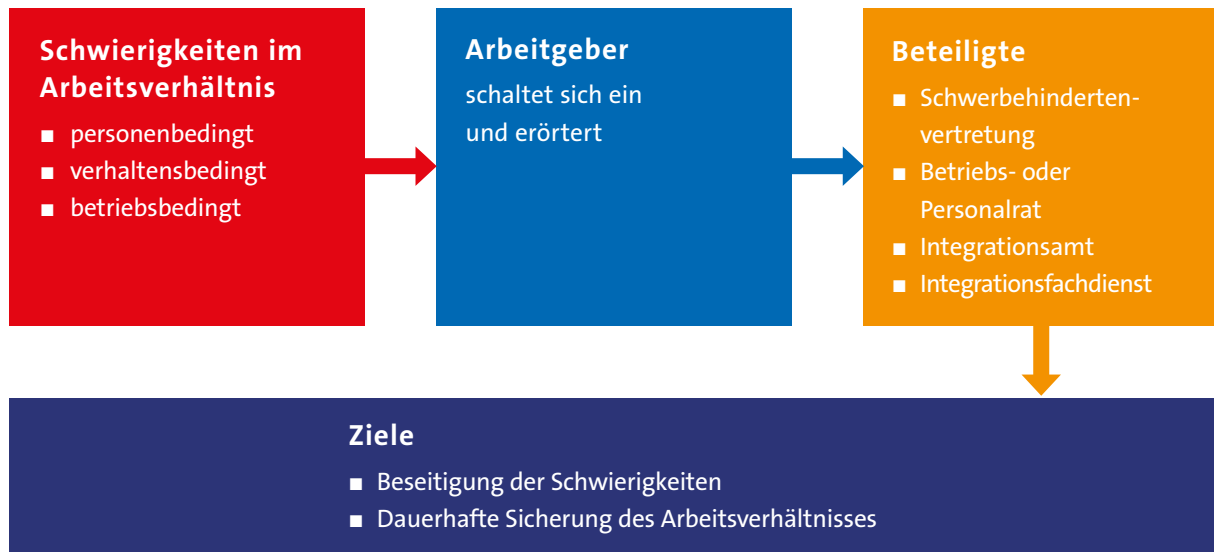 Schwierigkeiten im
Arbeitsverhältnis
■ personenbedingt
■ verhaltensbedingt
■ betriebsbedingt
Arbeitgeber
schaltet sich ein
und erörtert
Beteiligte
■ Schwerbehinderten-
vertretung
■ Betriebs- oder
Personalrat
■ Integrationsamt
■ Integrationsfachdienst
Ziele
■ Beseitigung der Schwierigkeiten
■ Dauerhafte Sicherung des Arbeitsverhältnisses